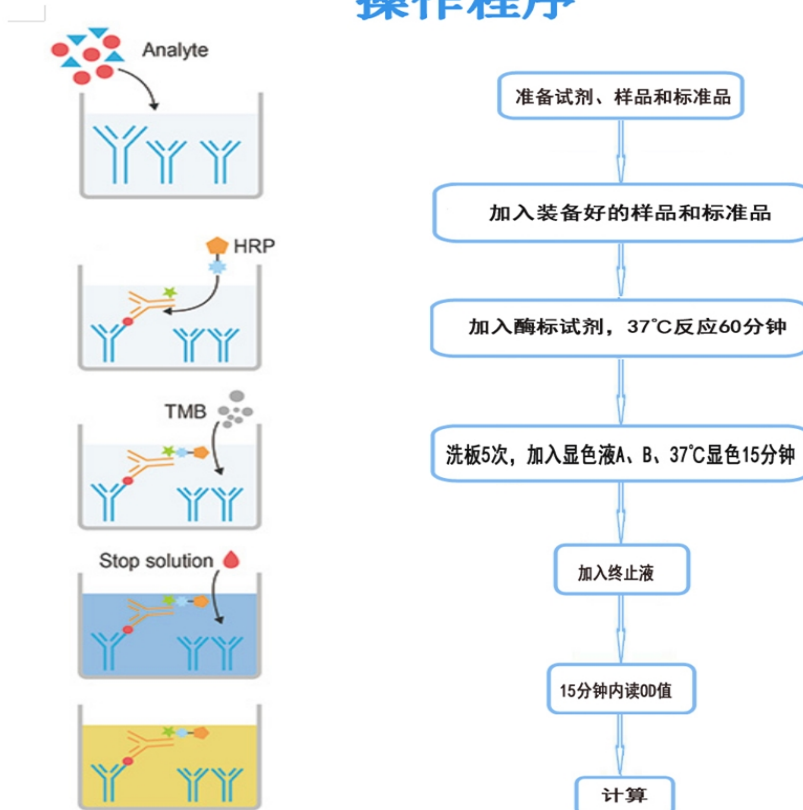 操作程序
Analyte
HRP
TMB
Stop solution
准备试剂、样品和标准品
加入装备好的样品和标准品
加入酶标试剂，37℃反应60分钟
洗板5次，加入显色液A、B、37℃显色15分钟
加入终止液
15分钟内读OD值
计算